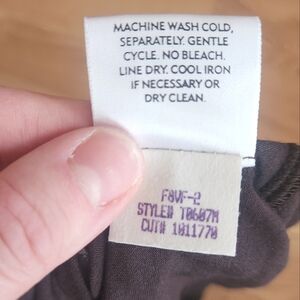 MACHINE WASH COLD,
SEPARATELY. GENTLE
CYCLE. NO BLEACH.
LINE DRY. COOL IRON
IF NECESSARY OR
DRY CLEAN.
F8VF-2
STYLE# T0607M
CUT# 1011770